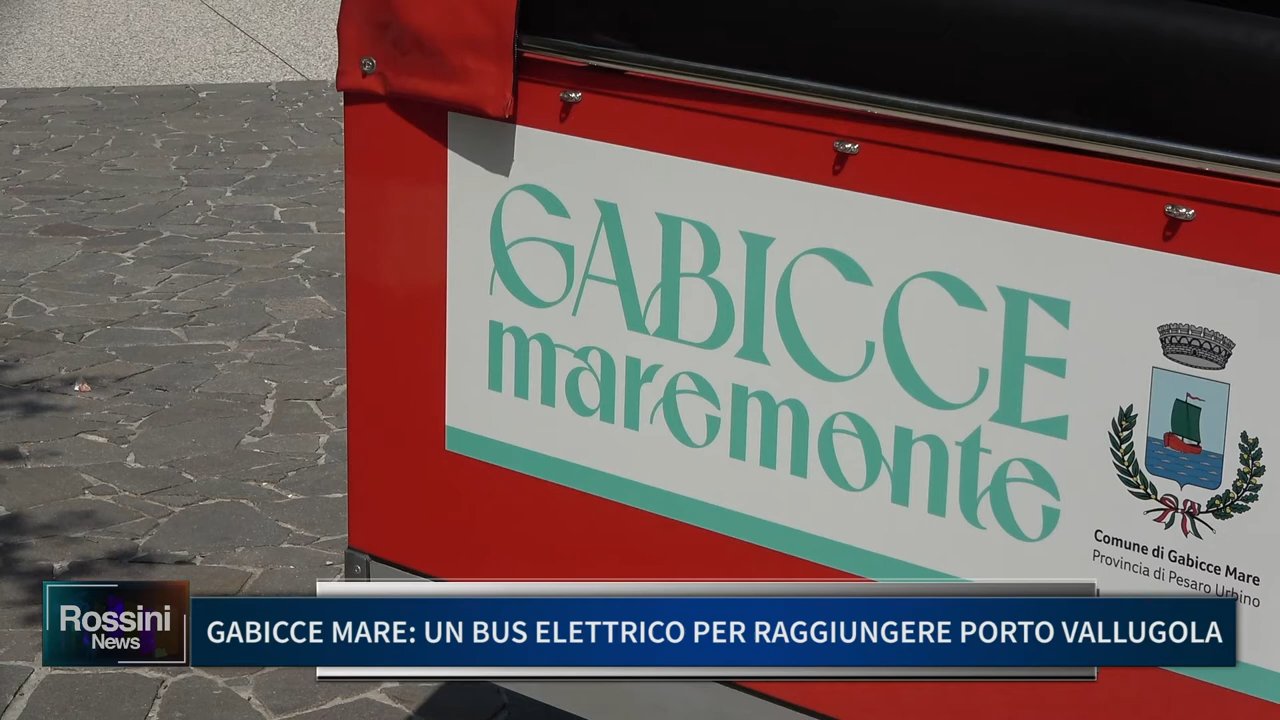 GABICCE
maremonte
Comune di Gabicce Mare
Provincia di Pesaro Urbino
Rossini
News
GABICCE MARE: UN BUS ELETTRICO PER RAGGIUNGERE PORTO VALLUGOLA